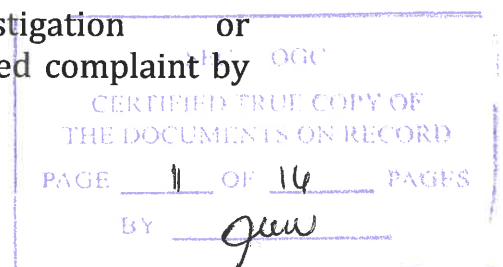 stigation or
ed complaint by
OGC
CERTIFIED TRUE COPY OF
THE DOCUMENTS ON RECORD
PAGE 11 OF 16 PAGES
BY